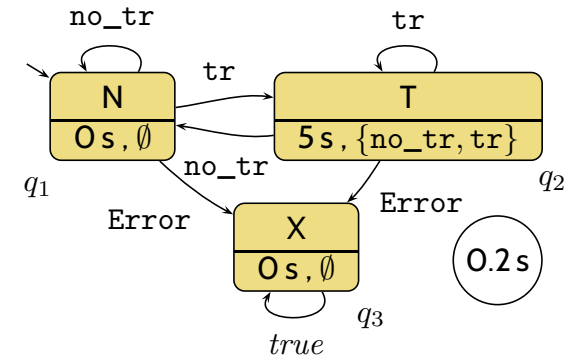 no_tr
tr
tr
N
T
0 s , ∅
5 s , {no_tr, tr}
q1
no_tr
q2
Error
Error
X
0.2 s
0 s , ∅
q3
true